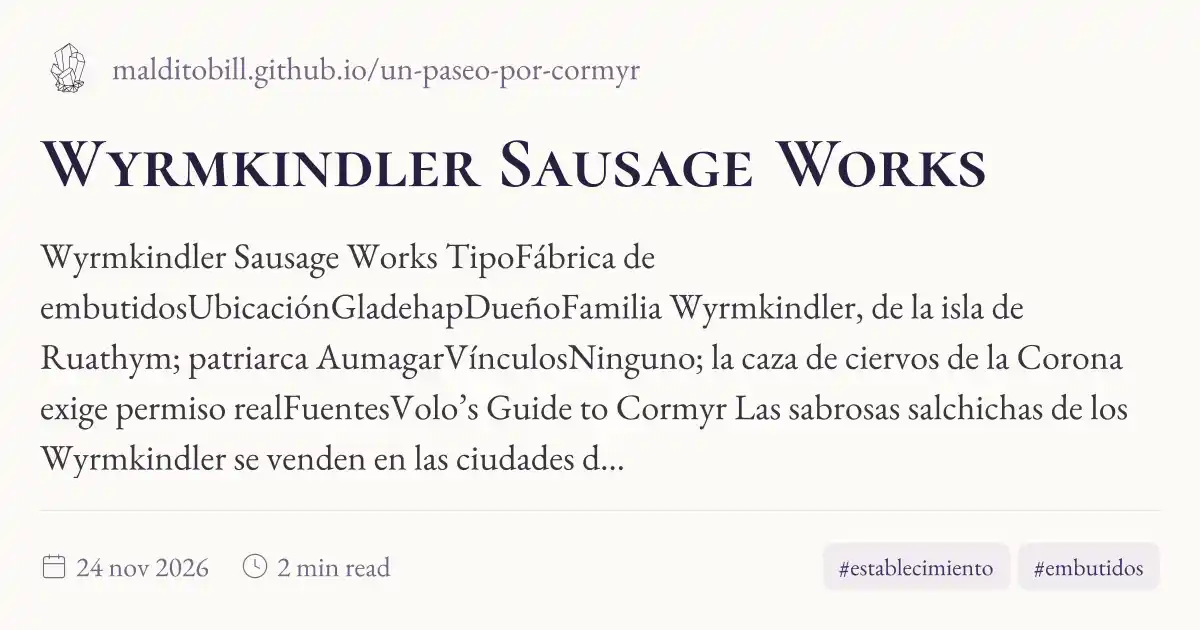 malditobill.github.io/un-paseo-por-cormyr
Wyrmkindler Sausage Works
Wyrmkindler Sausage Works TipoFábrica de
embutidosUbicaciónGladehapDueñoFamilia Wyrmkindler, de la isla de
Ruathym; patriarca AumagarVínculosNinguno; la caza de ciervos de la Corona
exige permiso realFuentesVolo’s Guide to Cormyr Las sabrosas salchichas de los
Wyrmkindler se venden en las ciudades d...
24 nov 2026 2 min read #establecimiento #embutidos